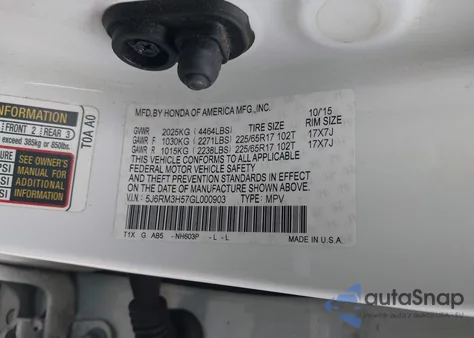 MFD.BY HONDA OF AMERICA MFG.,INC. 10/15
GVWR 2025KG ( 4464LBS) TIRE SIZE RIM SIZE
GAWR F 1030KG ( 2271LBS) 225/65R17 102T 17X7J
GAWR R 1015KG ( 2238LBS) 225/65R17 102T 17X7J
THIS VEHICLE CONFORMS TO ALL APPLICABLE
FEDERAL MOTOR VEHICLE SAFETY
AND THEFT PREVENTION STANDARDS IN EFFECT
ON THE DATE OF MANUFACTURE SHOWN ABOVE.
V.I.N.: 5J6RM3H57GL000903 TYPE: MPV
T1X G AB5 - NH603P - L - L
MADE IN U.S.A.
INFORMATION
FRONT 2 REAR 3
exceed 385kg or 850lbs.
T0A A0
SEE OWNER'S
MANUAL FOR
ADDITIONAL
INFORMATION
PSI
PSI
autoSnap